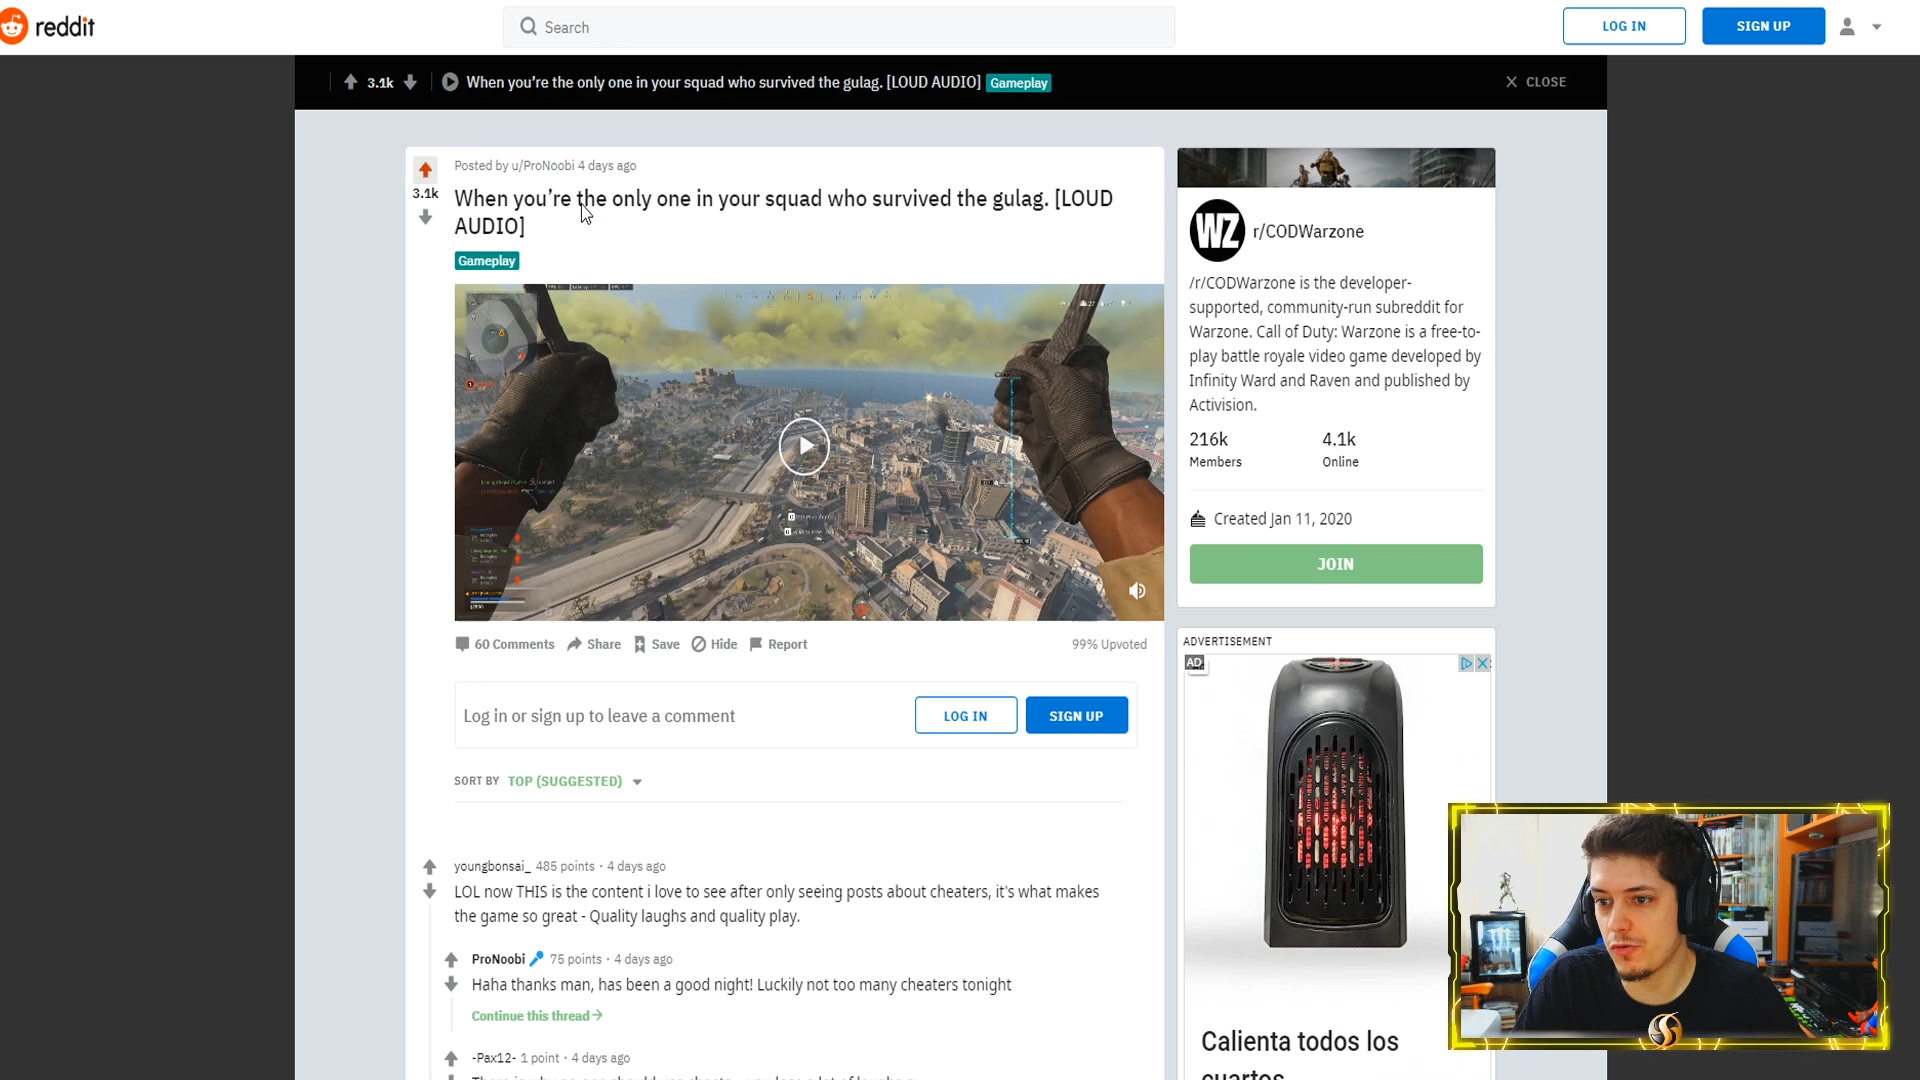 reddit
Search
LOG IN
SIGN UP
3.1k
When you’re the only one in your squad who survived the gulag. [LOUD AUDIO] Gameplay
CLOSE
Posted by u/ProNoobi 4 days ago
3.1k
When you’re the only one in your squad who survived the gulag. [LOUD
AUDIO]
Gameplay
60 Comments
Share
Save
Hide
Report
99% Upvoted
Log in or sign up to leave a comment
LOG IN
SIGN UP
SORT BY TOP (SUGGESTED)
youngbonsai_ 485 points · 4 days ago
LOL now THIS is the content i love to see after only seeing posts about cheaters, it's what makes
the game so great - Quality laughs and quality play.
ProNoobi 75 points · 4 days ago
Haha thanks man, has been a good night! Luckily not too many cheaters tonight
Continue this thread
-Pax12- 1 point · 4 days ago
WZ
r/CODWarzone
/r/CODWarzone is the developer-
supported, community-run subreddit for
Warzone. Call of Duty: Warzone is a free-to-
play battle royale video game developed by
Infinity Ward and Raven and published by
Activision.
216k
Members
4.1k
Online
Created Jan 11, 2020
JOIN
ADVERTISEMENT
AD
Calienta todos los
cuartos